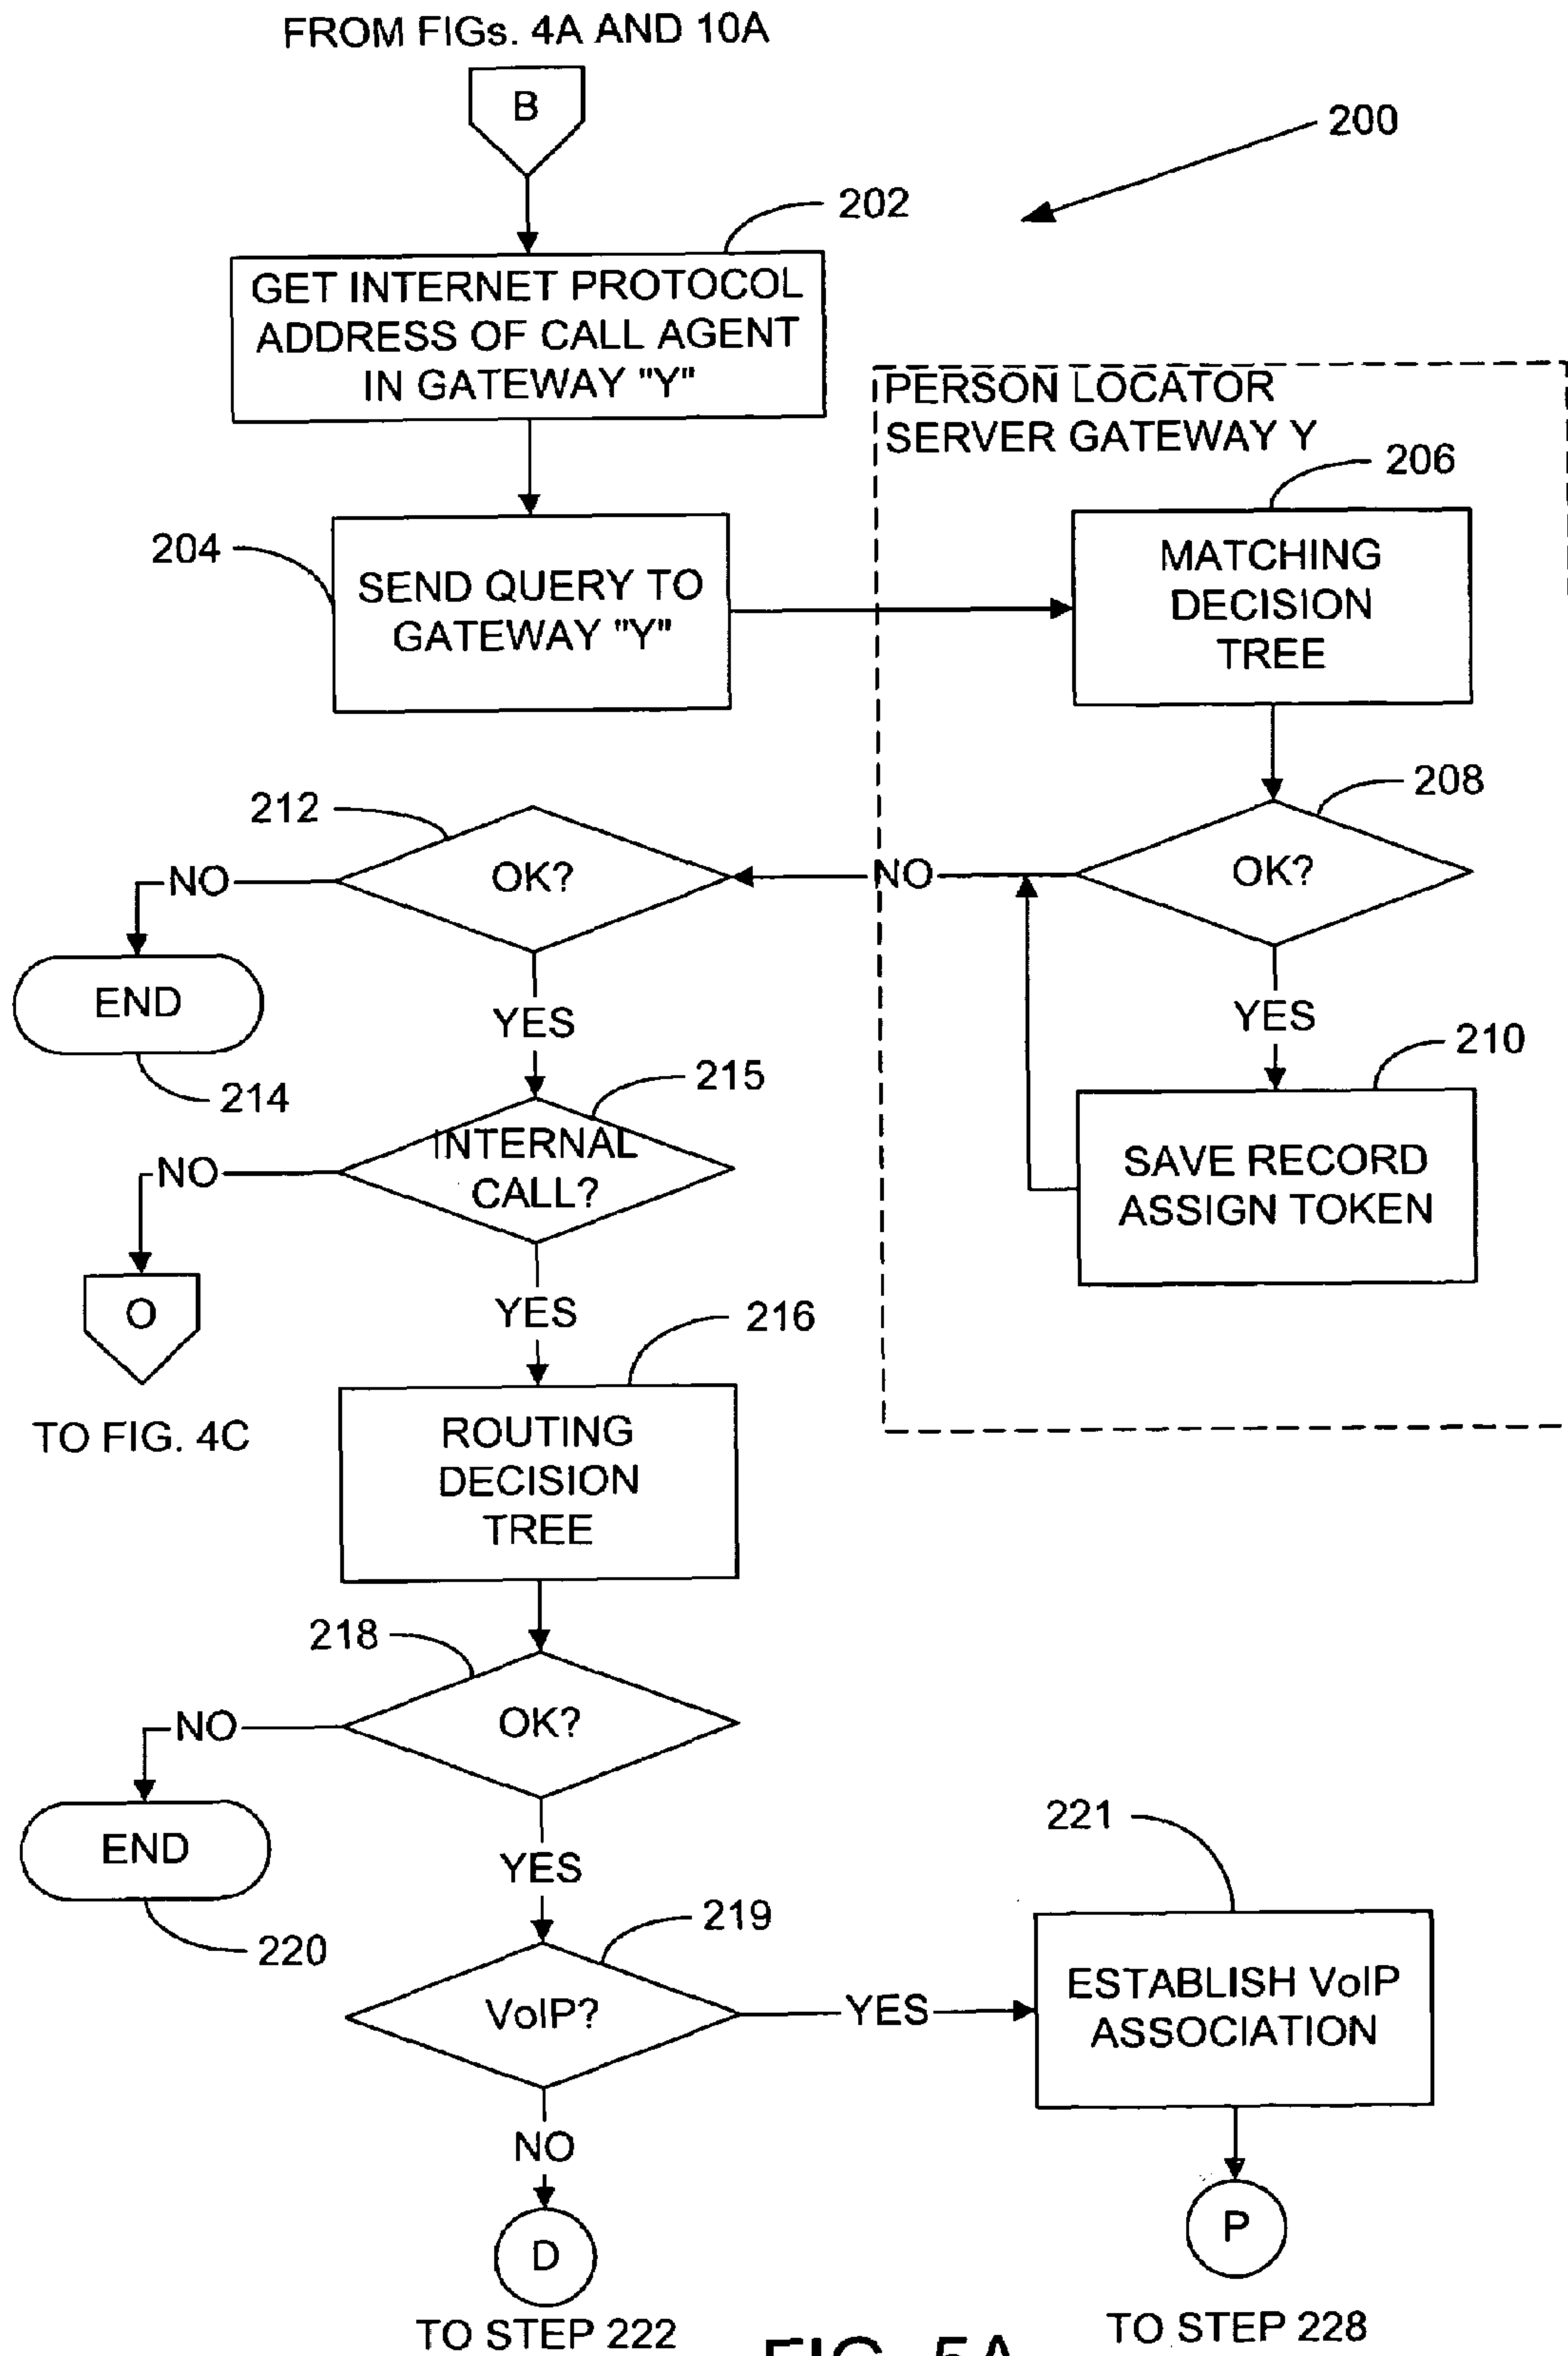 FROM FIGs. 4A AND 10A
B
200
202
GET INTERNET PROTOCOL
ADDRESS OF CALL AGENT
IN GATEWAY "Y"
PERSON LOCATOR
SERVER GATEWAY Y
206
204
SEND QUERY TO
GATEWAY "Y"
MATCHING
DECISION
TREE
208
212
NO
OK?
NO
OK?
END
YES
YES
210
214
215
INTERNAL
CALL?
NO
SAVE RECORD
ASSIGN TOKEN
O
YES
216
TO FIG. 4C
ROUTING
DECISION
TREE
218
NO
OK?
END
YES
221
220
219
VoIP?
YES
ESTABLISH VoIP
ASSOCIATION
NO
D
P
TO STEP 222
TO STEP 228
FIG. 5A